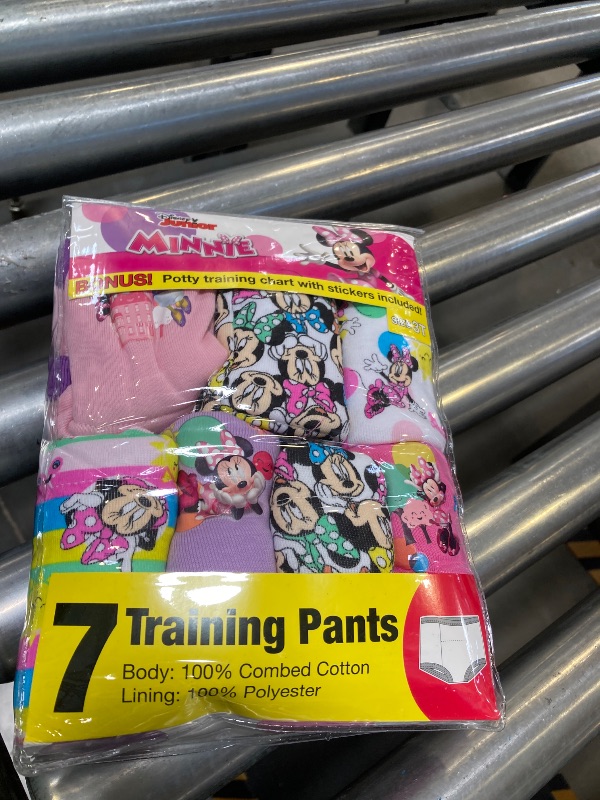 Disney
Junior
MINNIE
BONUS! Potty training chart with stickers included!
7 Training Pants
Body: 100% Combed Cotton
Lining: 100% Polyester